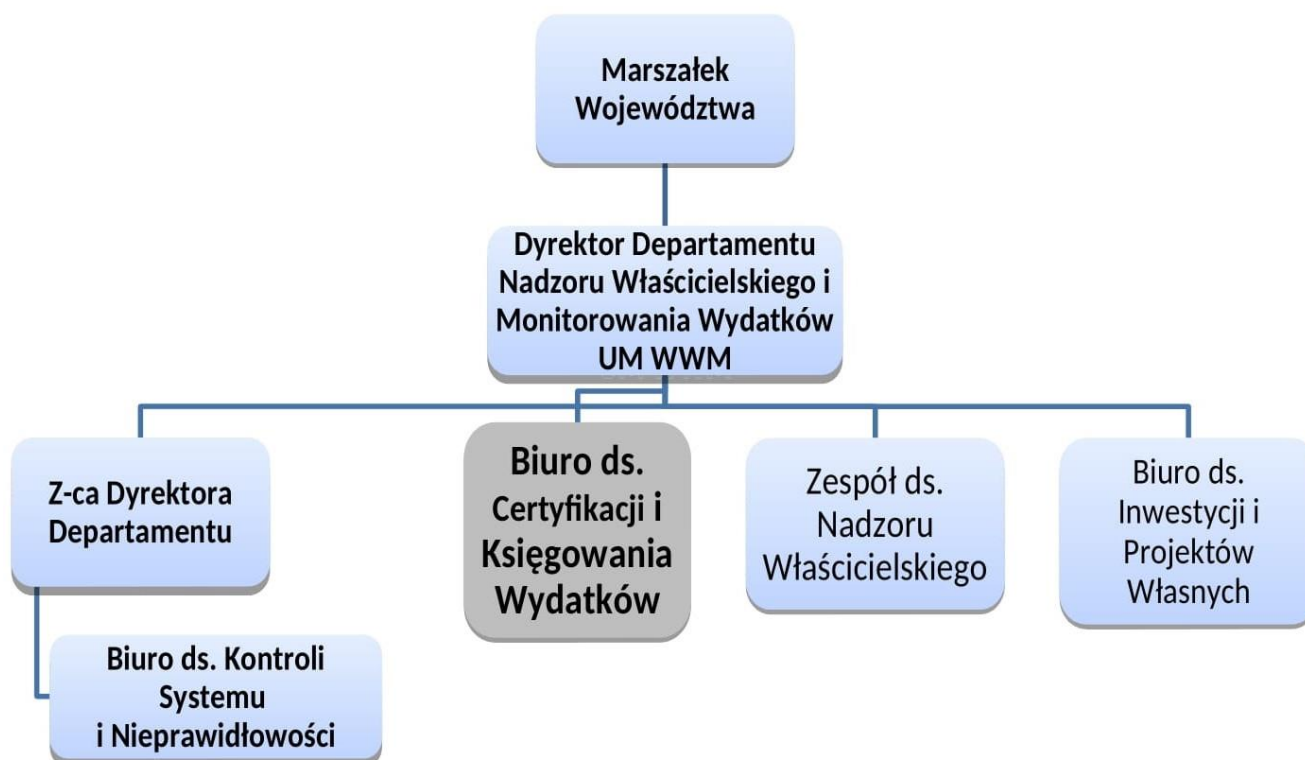 Marszałek
Województwa
Dyrektor Departamentu
Nadzoru Właścicielskiego i
Monitorowania Wydatków
UM WWM
Z-ca Dyrektora
Departamentu
Biuro ds.
Certyfikacji i
Księgowania
Wydatków
Zespół ds.
Nadzoru
Właścicielskiego
Biuro ds.
Inwestycji i
Projektów
Własnych
Biuro ds. Kontroli
Systemu
i Nieprawidłowości